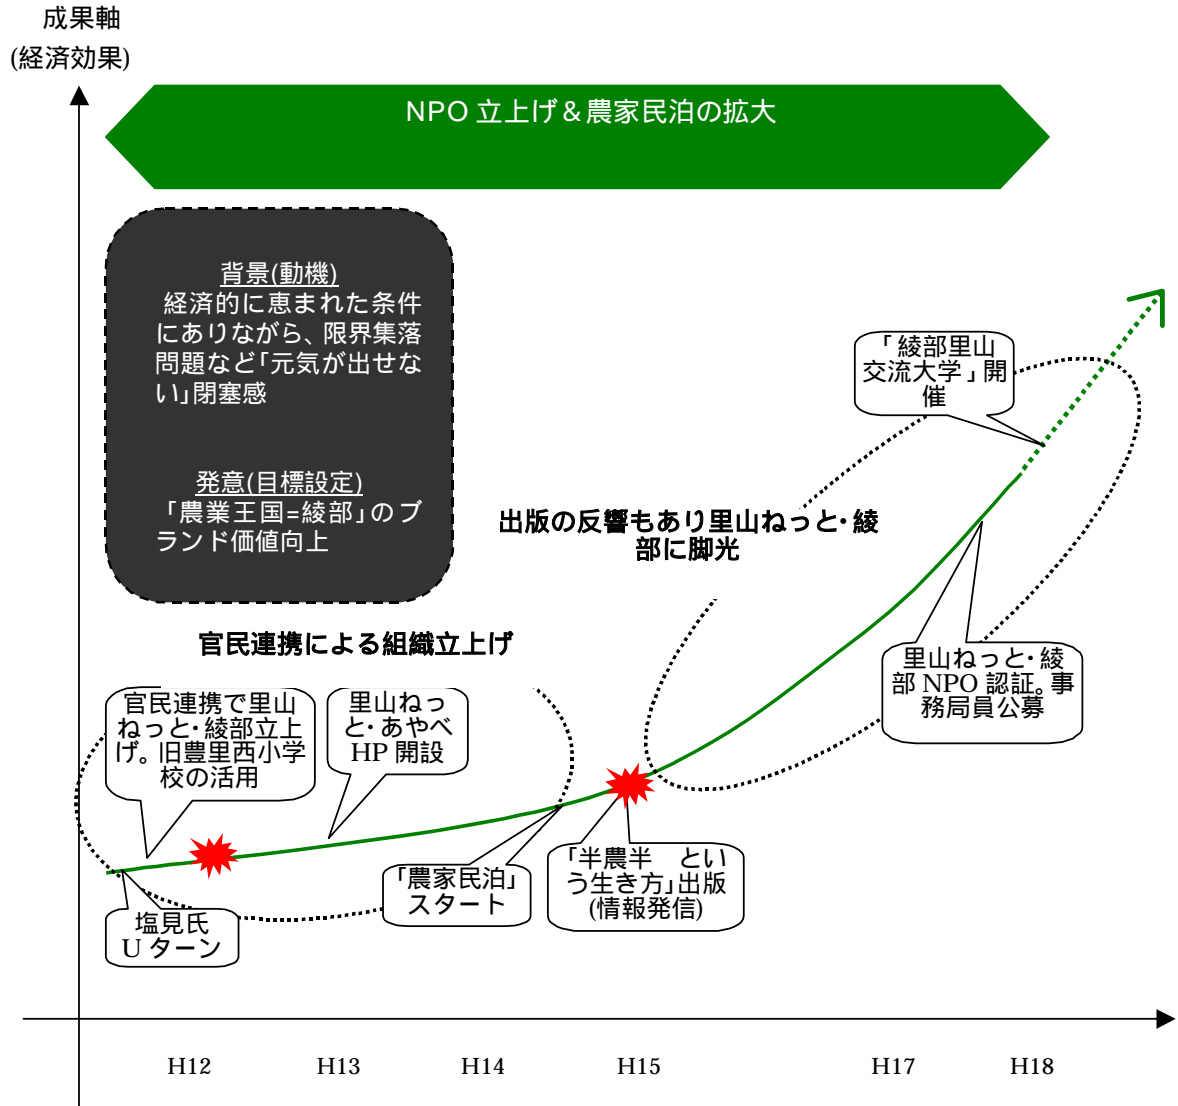 成果軸
(経済効果)
NPO 立上げ＆農家民泊の拡大
背景(動機)
経済的に恵まれた条件
にありながら、限界集落
問題など「元気が出せな
い」閉塞感
発意(目標設定)
「農業王国=綾部」のブ
ランド価値向上
「綾部里山
交流大学」開
催
出版の反響もあり里山ねっと・綾
部に脚光
官民連携による組織立上げ
官民連携で里山
ねっと・綾部立上
げ。旧豊里西小学
校の活用
里山ねっ
と・あやべ
HP 開設
里山ねっと・綾
部 NPO 認証。事
務局員公募
「農家民泊」
スタート
「半農半　とい
う生き方」出版
(情報発信)
塩見氏
U ターン
H12
H13
H14
H15
H17
H18